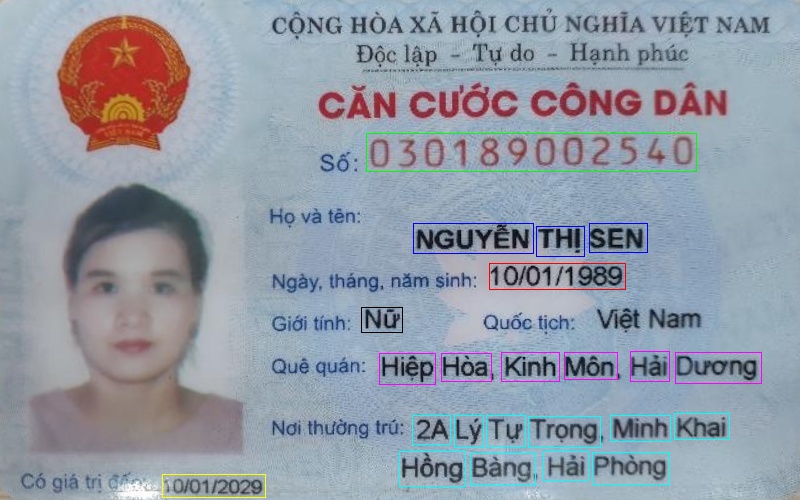 CỘNG HÒA XÃ HỘI CHỦ NGHĨA VIỆT NAM
Độc lập - Tự do - Hạnh phúc
CĂN CƯỚC CÔNG DÂN
Số: 030189002540
Họ và tên:
NGUYỄN THỊ SEN
Ngày, tháng, năm sinh: 10/01/1989
Giới tính: Nữ Quốc tịch: Việt Nam
Quê quán: Hiệp Hòa, Kinh Môn, Hải Dương
Nơi thường trú: 2A Lý Tự Trọng, Minh Khai
Hồng Bàng, Hải Phòng
Có giá trị đến: 10/01/2029
VIỆT NAM